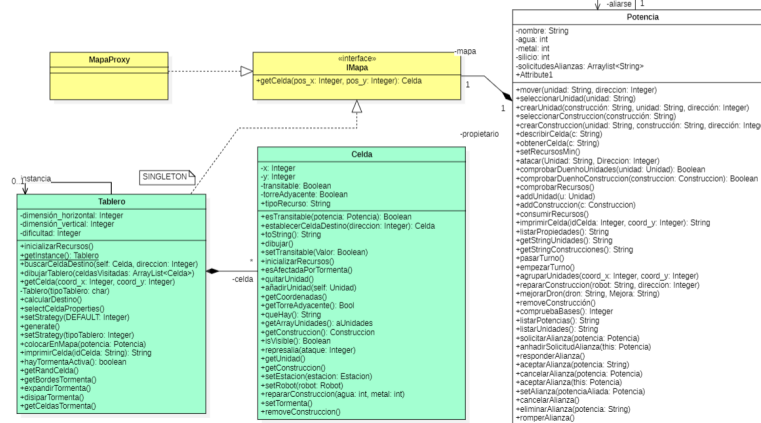 -aliarse
1
Potencia
-nombre: String
-agua: int
-metal: int
-silicio: int
-solicitudesAlianzas: Arraylist<String>
+Attribute1
+mover(unidad: String, dirección: Integer)
+seleccionarUnidad(unidad: String)
+crearUnidad(construcción: String, unidad: String, dirección: Integer)
+seleccionarConstruccion(construcción: String)
+crearConstruccion(unidad: String, construcción: String, dirección:
+describirCelda(c: String)
+obtenerCelda(c: String)
+setRecursosMin()
+atacar(Unidad: String, Direccion: Integer)
+comprobarDuenhoUnidades(unidad: Unidad): Boolean
+comprobarDuenhoConstruccion(construccion: Construccion): Boolean
+comprobarRecursos()
+addUnidad(u: Unidad)
+addConstruccion(c: Construccion)
+consumirRecursos()
+imprimirCelda(idCelda: Integer, coord_y: Integer): String
+listarPropiedades(): String
+getStringUnidades(): String
+getStringConstrucciones(): String
+pasarTurno()
+empezarTurno()
+agruparUnidades(coord_x: Integer, coord_y: Integer)
+repararConstruccion(robot: String, dirección: Integer)
+mejorarDron(dron: String, Mejora: String)
+removeConstrucción()
+compruebaBases(): Integer
+listarPotencias(): String
+listarUnidades(): String
+solicitarAlianza(potencia: Potencia)
+anhadirSolicitudAlianza(this: Potencia)
+responderAlianza()
+aceptarAlianza(potencia: String)
+cancelarAlianza(potencia: Potencia)
+aceptarAlianza(this: Potencia)
+setAlianza(potenciaAliada: Potencia)
+cancelarAlianza()
+eliminarAlianza(potencia: String)
+romperAlianza()
MapaProxy
«interface»
IMapa
+getCelda(pos_x: Integer, pos_y: Integer): Celda
-mapa
1
1
-propietario
SINGLETON
instancia
0..
Tablero
-dimensión_horizontal: Integer
-dimensión_vertical: Integer
-dificultad: Integer
+inicializarRecursos()
+getInstance(): Tablero
+buscarCeldaDestino(self: Celda, direccion: Integer)
+dibujarTablero(celdasVisitadas: ArrayList<Celda>)
+getCelda(coord_x: Integer, coord_y: Integer)
-Tablero(tipoTablero: char)
+calcularDestino()
+selectCeldaProperties()
+setStrategy(DEFAULT: Integer)
+generate()
+setStrategy(tipoTablero: Integer)
+colocarEnMapa(potencia: Potencia)
+imprimirCelda(idCelda: String): String
+hayTormentaActiva(): boolean
+getRandCelda()
+getBordesTormenta()
+expandirTormenta()
+disiparTormenta()
+getCeldasTormenta()
*
-celda
Celda
-x: Integer
-y: Integer
-transitable: Boolean
-torreAdyacente: Boolean
+tipoRecurso: String
+esTransitable(potencia: Potencia): Boolean
+establecerCeldaDestino(direccion: Integer): Celda
+toString(): String
+dibujar()
+setTransitable(Valor: Boolean)
+inicializarRecursos()
+esAfectadaPorTormenta()
+quitarUnidad()
+añadirUnidad(self: Unidad)
+getCoordenadas()
+getTorreAdyacente(): Bool
+queHay(): String
+getArrayUnidades(): aUnidades
+getConstruccion(): Construccion
+isVisible(): Boolean
+represalia(ataque: Integer)
+getUnidad()
+getConstruccion()
+setEstacion(estacion: Estacion)
+setRobot(robot: Robot)
+repararConstruccion(agua: int, metal: int)
+setTormenta()
+removeConstruccion()